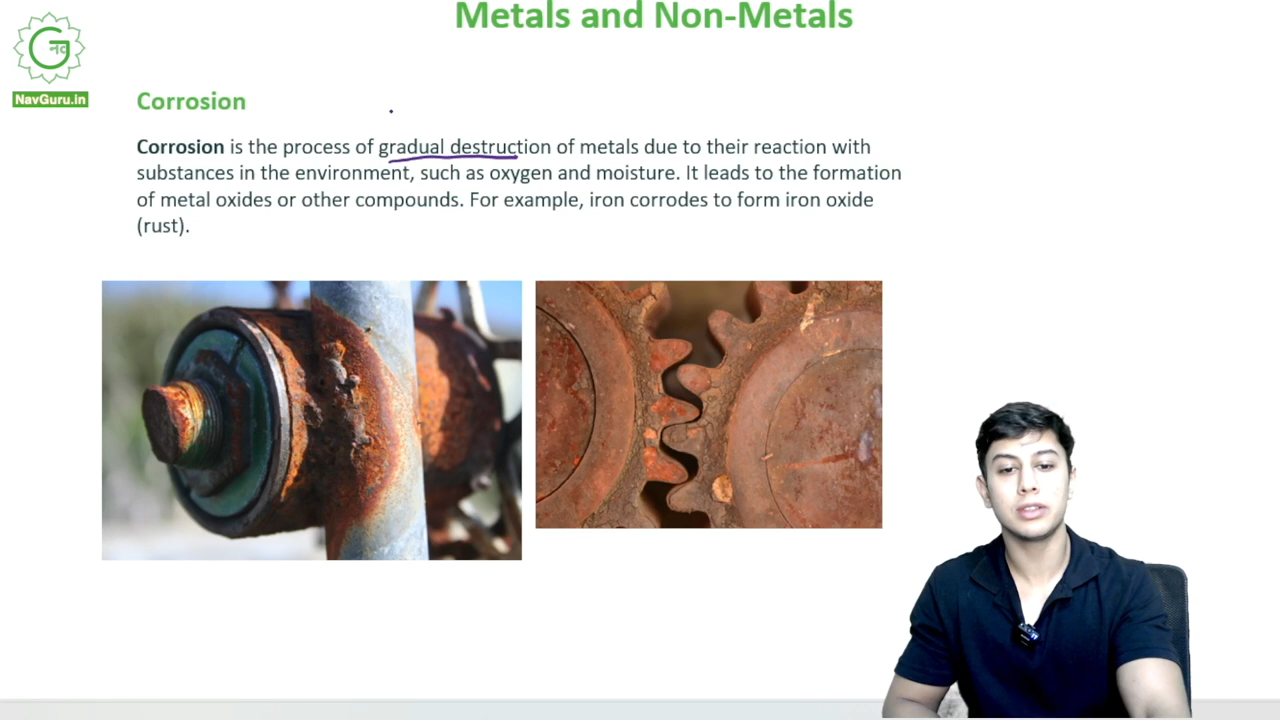 Metals and Non-Metals
नव
NavGuru.in
Corrosion
Corrosion is the process of gradual destruction of metals due to their reaction with
substances in the environment, such as oxygen and moisture. It leads to the formation
of metal oxides or other compounds. For example, iron corrodes to form iron oxide
(rust).